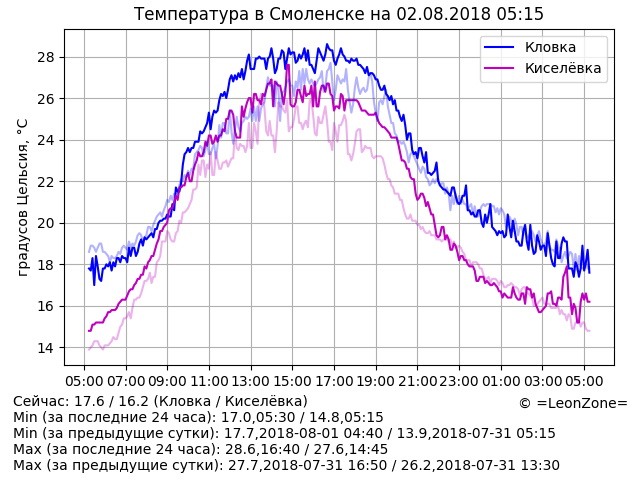 Температура в Смоленске на 02.08.2018 05:15
градусов Цельсия, °C
28
26
24
22
20
18
16
14
Кловка
Киселёвка
05:00 07:00 09:00 11:00 13:00 15:00 17:00 19:00 21:00 23:00 01:00 03:00 05:00
Сейчас: 17.6 / 16.2 (Кловка / Киселёвка)
© =LeonZone=
Min (за последние 24 часа): 17.0,05:30 / 14.8,05:15
Min (за предыдущие сутки): 17.7,2018-08-01 04:40 / 13.9,2018-07-31 05:15
Max (за последние 24 часа): 28.6,16:40 / 27.6,14:45
Max (за предыдущие сутки): 27.7,2018-07-31 16:50 / 26.2,2018-07-31 13:30